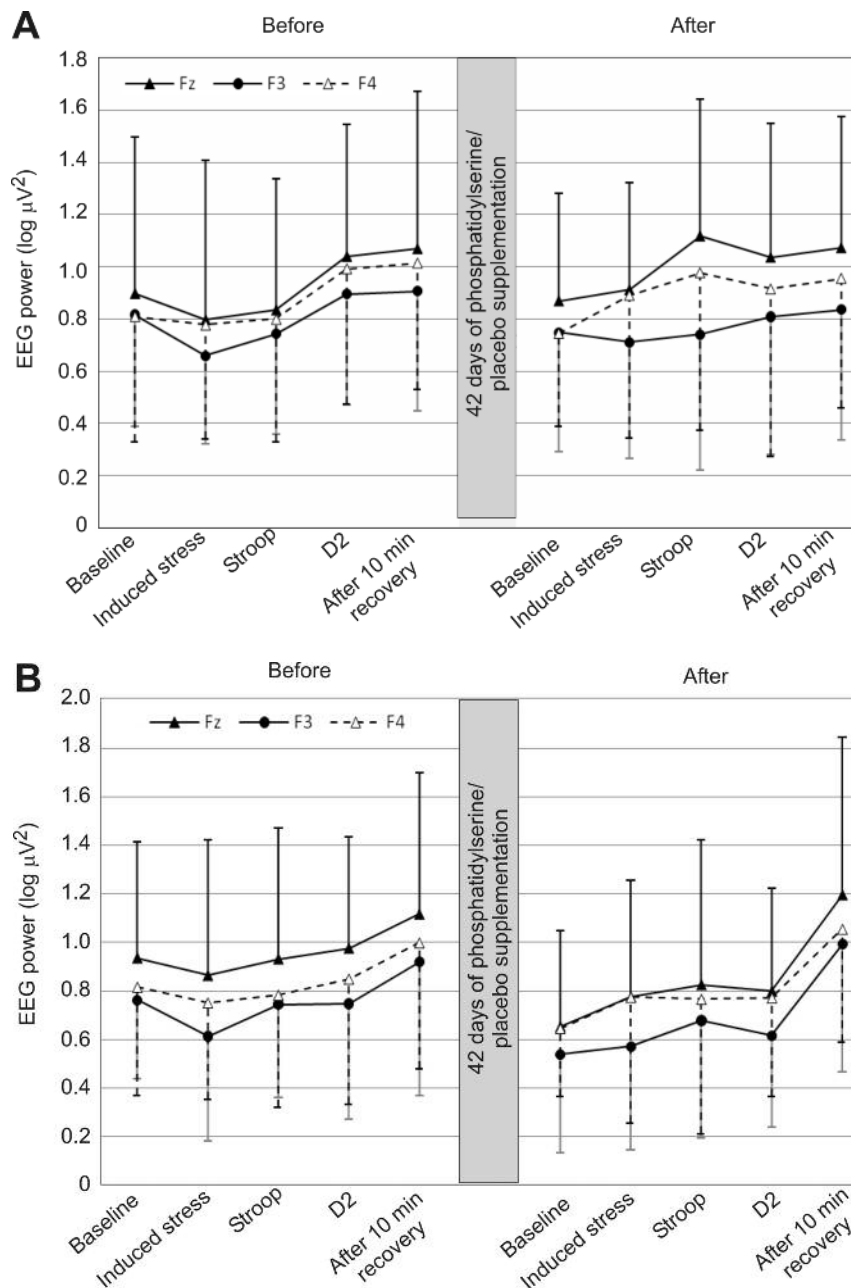 A
Before
After
Fz F3 F4
EEG power (log μV²)
1.8
1.6
1.4
1.2
1.0
0.8
0.6
0.4
0.2
0
42 days of phosphatidylserine/
placebo supplementation
Baseline
Induced stress
Stroop
D2
After 10 min
recovery
Baseline
Induced stress
Stroop
D2
After 10 min
recovery
B
Before
After
Fz F3 F4
EEG power (log μV²)
2.0
1.8
1.6
1.4
1.2
1.0
0.8
0.6
0.4
0.2
0
42 days of phosphatidylserine/
placebo supplementation
Baseline
Induced stress
Stroop
D2
After 10 min
recovery
Baseline
Induced stress
Stroop
D2
After 10 min
recovery